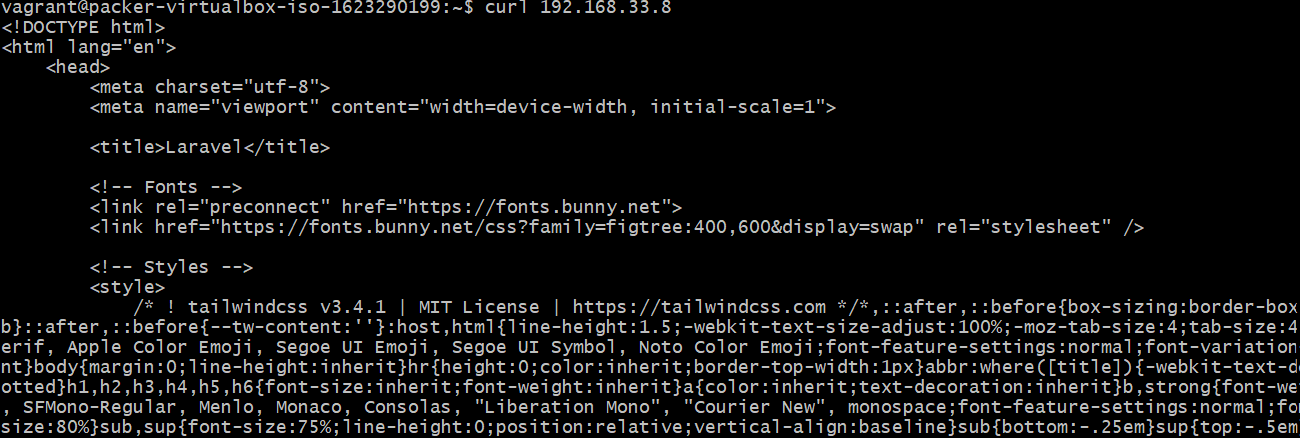 vagrant@packer-virtualbox-iso-1623290199:~$ curl 192.168.33.8
<!DOCTYPE html>
<html lang="en">
    <head>
        <meta charset="utf-8">
        <meta name="viewport" content="width=device-width, initial-scale=1">
        <title>Laravel</title>
        <!-- Fonts -->
        <link rel="preconnect" href="https://fonts.bunny.net">
        <link href="https://fonts.bunny.net/css?family=figtree:400,600&display=swap" rel="stylesheet" />
        <!-- Styles -->
        <style>
            /* ! tailwindcss v3.4.1 | MIT License | https://tailwindcss.com */*,::after,::before{box-sizing:border-box
b}::after,::before{--tw-content:''}:host,html{line-height:1.5;-webkit-text-size-adjust:100%;-moz-tab-size:4;tab-size:4
erif, Apple Color Emoji, Segoe UI Emoji, Segoe UI Symbol, Noto Color Emoji;font-feature-settings:normal;font-variation
nt}body{margin:0;line-height:inherit}hr{height:0;color:inherit;border-top-width:1px}abbr:where([title]){-webkit-text-de
otted}h1,h2,h3,h4,h5,h6{font-size:inherit;font-weight:inherit}a{color:inherit;text-decoration:inherit}b,strong{font-we
, SFMono-Regular, Menlo, Monaco, Consolas, "Liberation Mono", "Courier New", monospace;font-feature-settings:normal;fo
size:80%}sub,sup{font-size:75%;line-height:0;position:relative;vertical-align:baseline}sub{bottom:-.25em}sup{top:-.5em